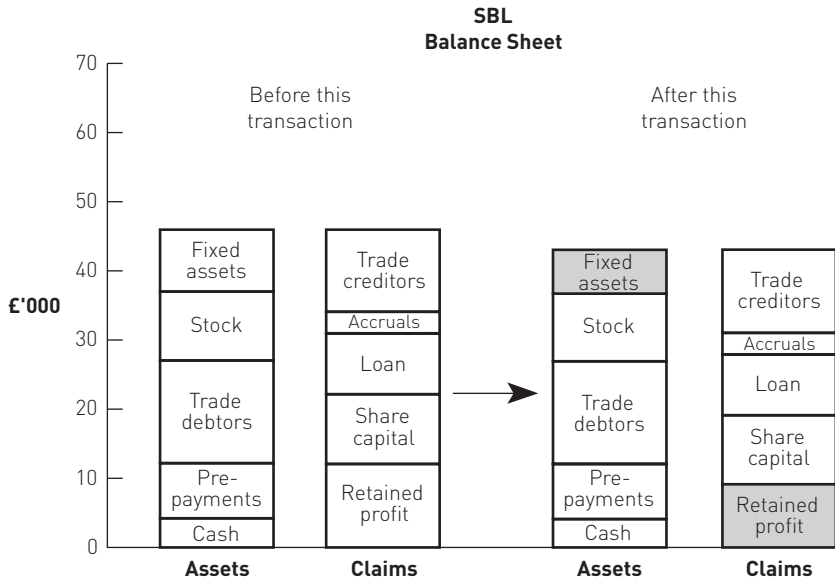 SBL
Balance Sheet
70
60
50
40
30
20
10
0
£'000
Before this
transaction
After this
transaction
Fixed
assets
Stock
Trade
debtors
Pre-
payments
Cash
Assets
Trade
creditors
Accruals
Loan
Share
capital
Retained
profit
Claims
Fixed
assets
Stock
Trade
debtors
Pre-
payments
Cash
Assets
Trade
creditors
Accruals
Loan
Share
capital
Retained
profit
Claims